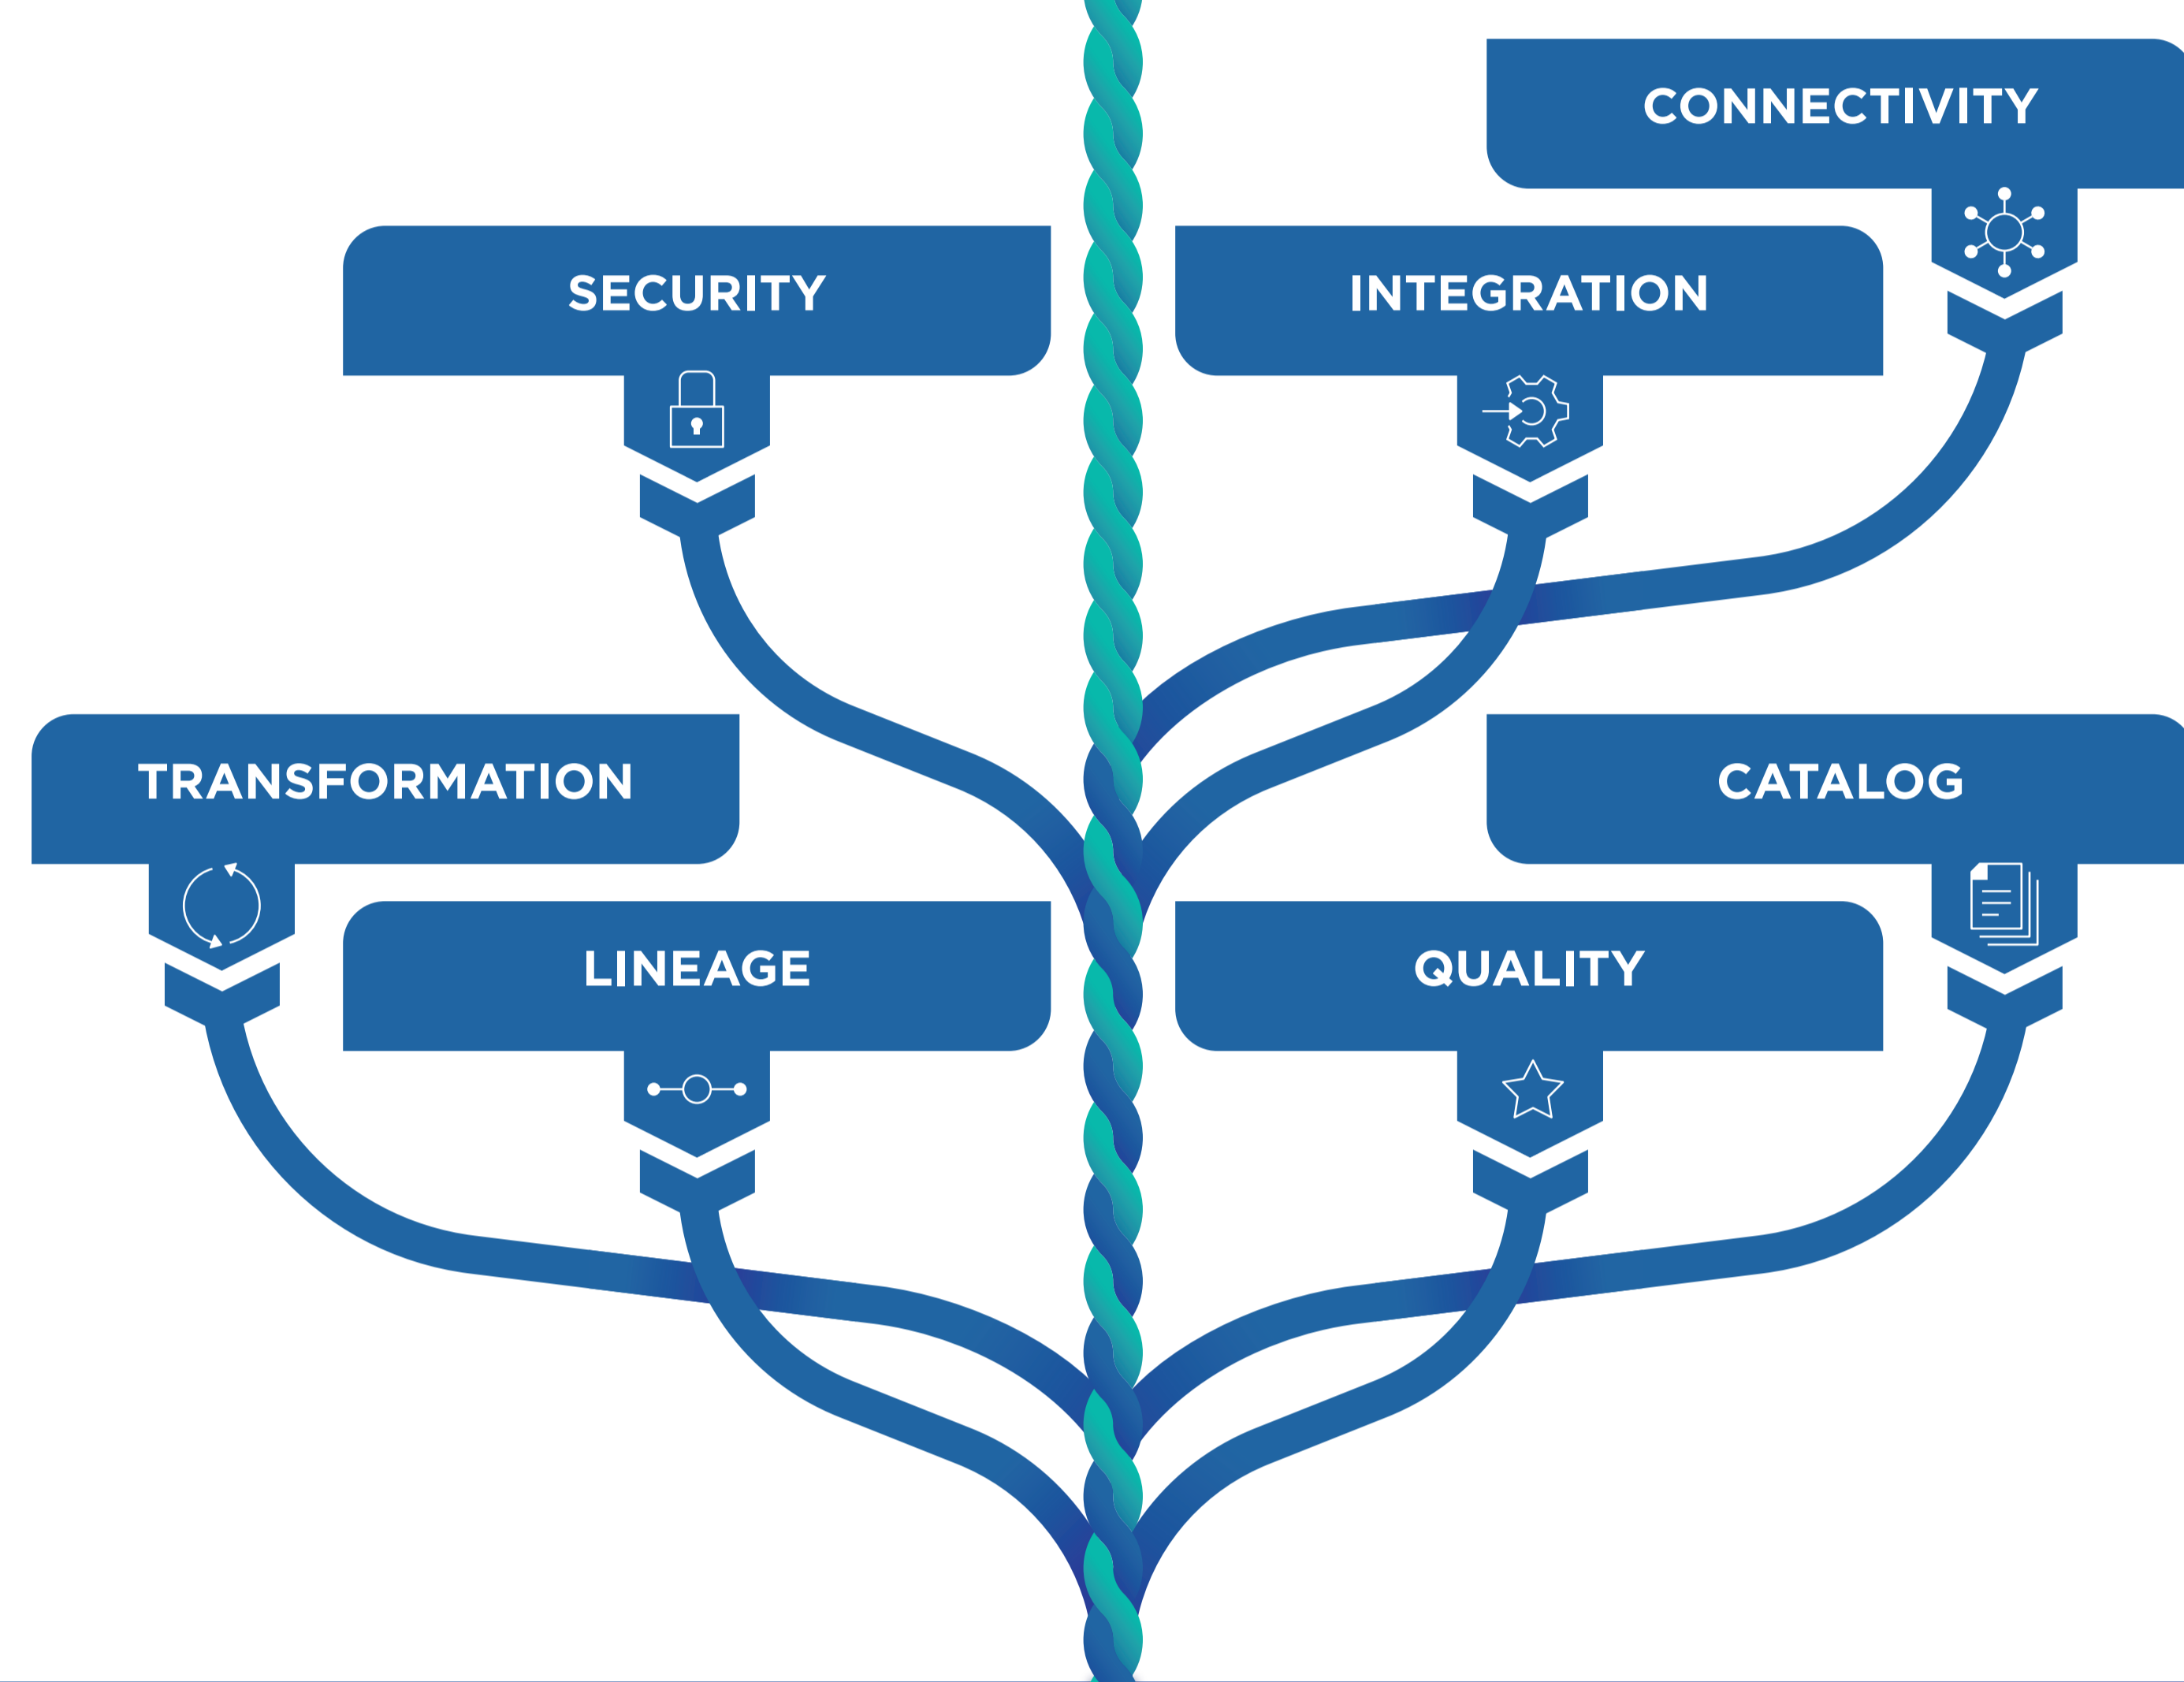 CONNECTIVITY
SECURITY
INTEGRATION
TRANSFORMATION
CATALOG
LINEAGE
QUALITY